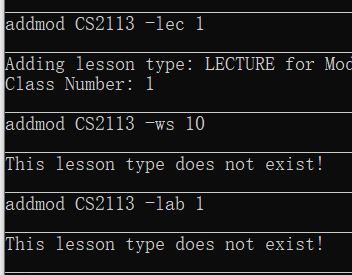 addmod CS2113 -lec 1
Adding lesson type: LECTURE for Mod
Class Number: 1
addmod CS2113 -ws 10
This lesson type does not exist!
addmod CS2113 -lab 1
This lesson type does not exist!